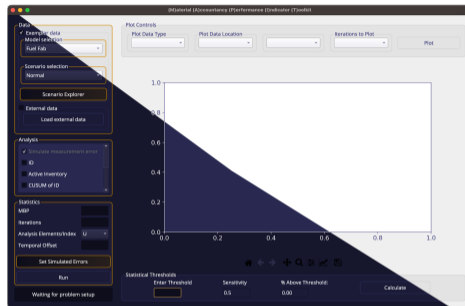 (M)aterial (A)ccountancy (P)erformance (I)ndicator (T)oolkit)
Data
Exemplar data
Model selection
Fuel Fab
Scenario selection
Normal
Scenario Explorer
External data
Load external data
Analysis
Simulate measurement error
ID
Active Inventory
CUSUM of ID
Statistics
MBP
Iterations
Analysis Elements/Index
U
Temporal Offset
Set Simulated Errors
Run
Waiting for problem setup
Plot Controls
Plot Data Type
Plot Data Location
Iterations to Plot
Plot
1.0
0.8
0.6
0.4
0.2
0.0
0.0 0.2 0.4 0.6 0.8 1.0
Statistical Thresholds
Enter Threshold
Sensitivity
% Above Threshold:
0.5
0.00
Calculate